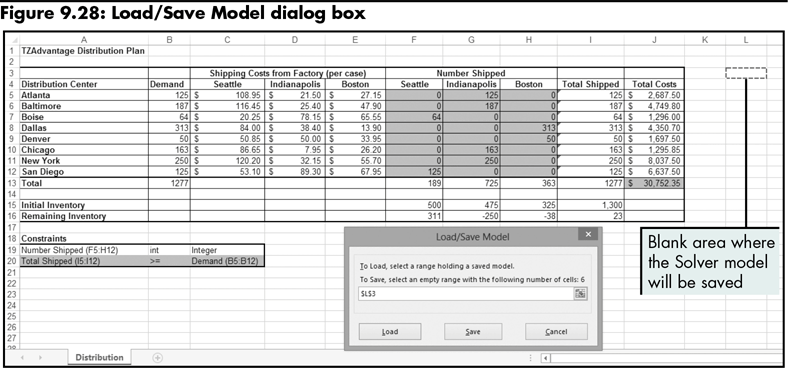 Figure 9.28: Load/Save Model dialog box
A B C D E F G H I J K L
1 TZAdvantage Distribution Plan
2
3 Shipping Costs from Factory (per case) Number Shipped
4 Distribution Center Demand Seattle Indianapolis Boston Seattle Indianapolis Boston Total Shipped Total Costs
5 Atlanta 125 $ 108.95 $ 21.50 $ 27.15 0 125 0 125 $ 2,687.50
6 Baltimore 187 $ 116.45 $ 25.40 $ 47.90 0 187 0 187 $ 4,749.80
7 Boise 64 $ 20.25 $ 78.15 $ 65.55 64 0 0 64 $ 1,296.00
8 Dallas 313 $ 84.00 $ 38.40 $ 13.90 0 0 313 313 $ 4,350.70
9 Denver 50 $ 50.85 $ 50.00 $ 33.95 0 0 50 50 $ 1,697.50
10 Chicago 163 $ 86.65 $ 7.95 $ 26.20 0 163 0 163 $ 1,295.85
11 New York 250 $ 120.20 $ 32.15 $ 55.70 0 250 0 250 $ 8,037.50
12 San Diego 125 $ 53.10 $ 89.30 $ 67.95 125 0 0 125 $ 6,637.50
13 Total 1277 189 725 363 1277 $ 30,752.35
14
15 Initial Inventory 500 475 325 1,300
16 Remaining Inventory 311 -250 -38 23
17
18 Constraints
19 Number Shipped (F5:H12) int Integer
20 Total Shipped (I5:I12) >= Demand (B5:B12)
21
22
23
24
25
26
27
28
Load/Save Model
To Load, select a range holding a saved model.
To Save, select an empty range with the following number of cells: 6
$L$3
Load Save Cancel
Blank area where
the Solver model
will be saved
Distribution